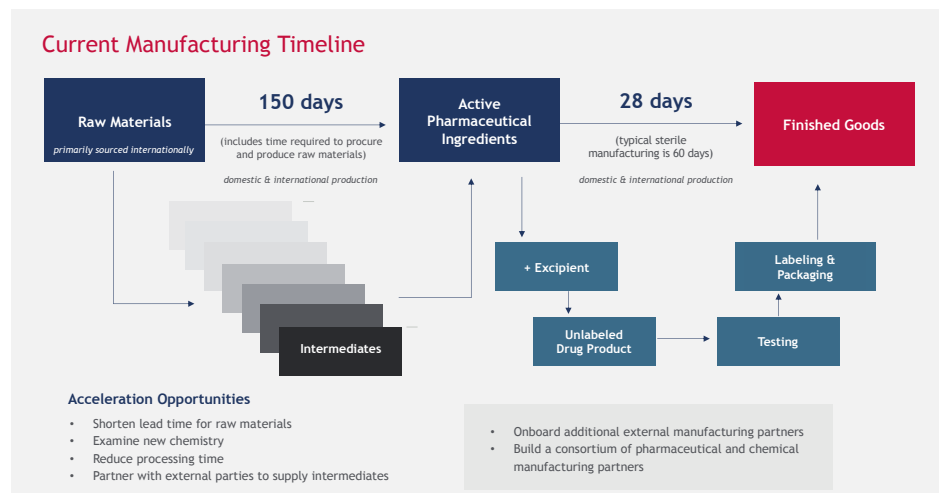 Current Manufacturing Timeline
Raw Materials
primarily sourced internationally
150 days
(includes time required to procure
and produce raw materials)
domestic & international production
Active
Pharmaceutical
Ingredients
28 days
(typical sterile
manufacturing is 60 days)
domestic & international production
Finished Goods
Intermediates
+ Excipient
Unlabeled
Drug Product
Testing
Labeling &
Packaging
Acceleration Opportunities
• Shorten lead time for raw materials
• Examine new chemistry
• Reduce processing time
• Partner with external parties to supply intermediates
• Onboard additional external manufacturing partners
• Build a consortium of pharmaceutical and chemical
manufacturing partners